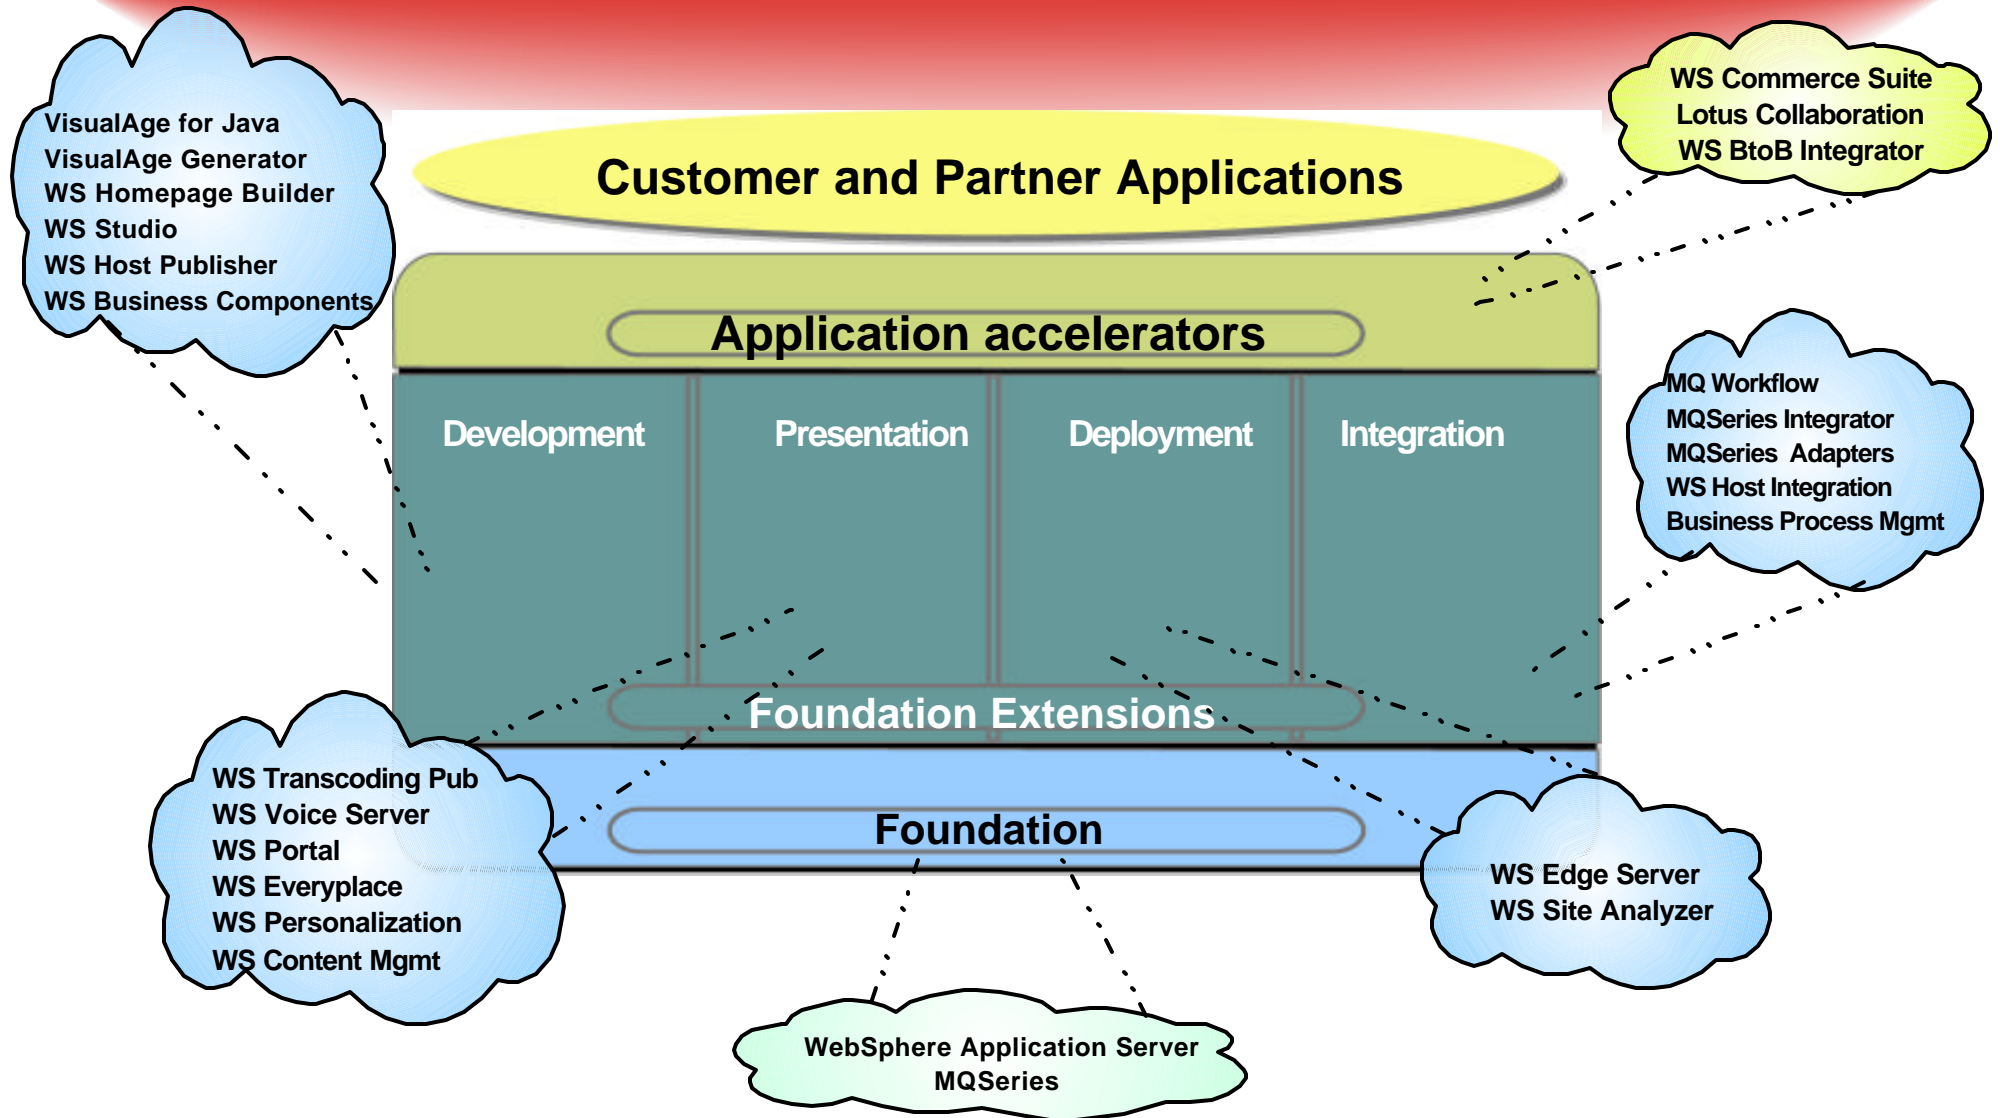 VisualAge for Java
VisualAge Generator
WS Homepage Builder
WS Studio
WS Host Publisher
WS Business Components
WS Commerce Suite
Lotus Collaboration
WS BtoB Integrator
Customer and Partner Applications
Application accelerators
Development
Presentation
Deployment
Integration
MQ Workflow
MQSeries Integrator
MQSeries Adapters
WS Host Integration
Business Process Mgmt
Foundation Extensions
WS Transcoding Pub
WS Voice Server
WS Portal
WS Everyplace
WS Personalization
WS Content Mgmt
Foundation
WS Edge Server
WS Site Analyzer
WebSphere Application Server
MQSeries